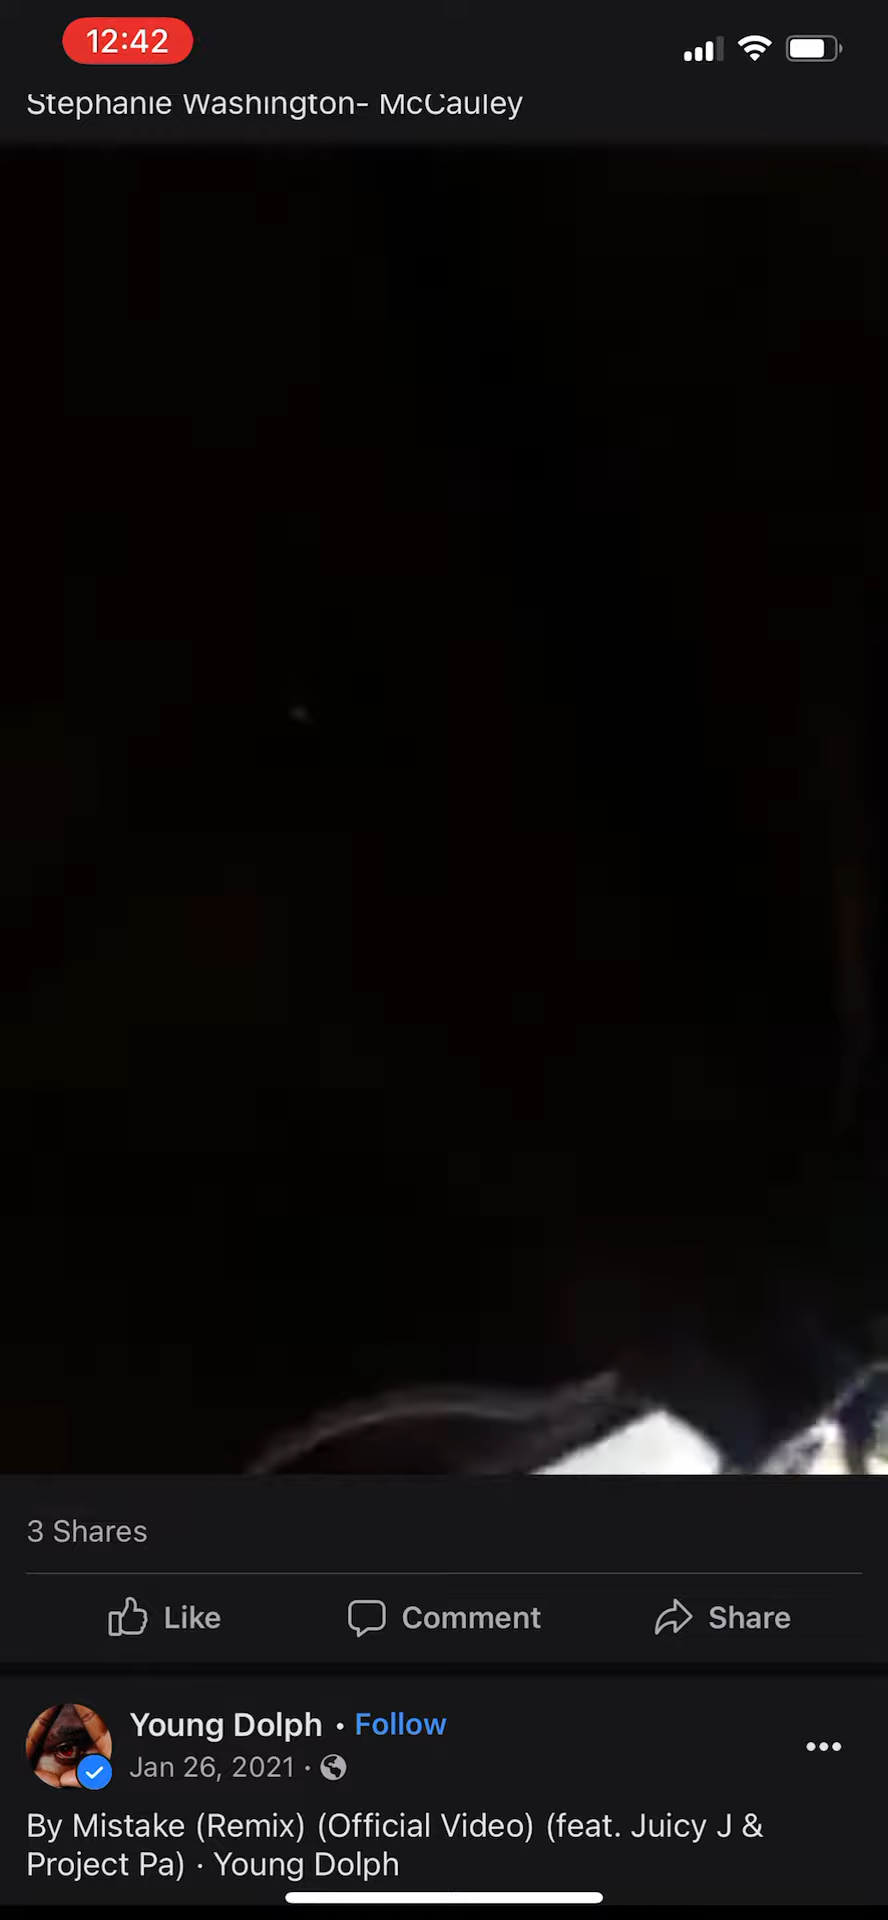 12:42
Stephanie Washington- McCauley
3 Shares
Like
Comment
Share
Young Dolph • Follow
Jan 26, 2021 ·
By Mistake (Remix) (Official Video) (feat. Juicy J &
Project Pa) · Young Dolph